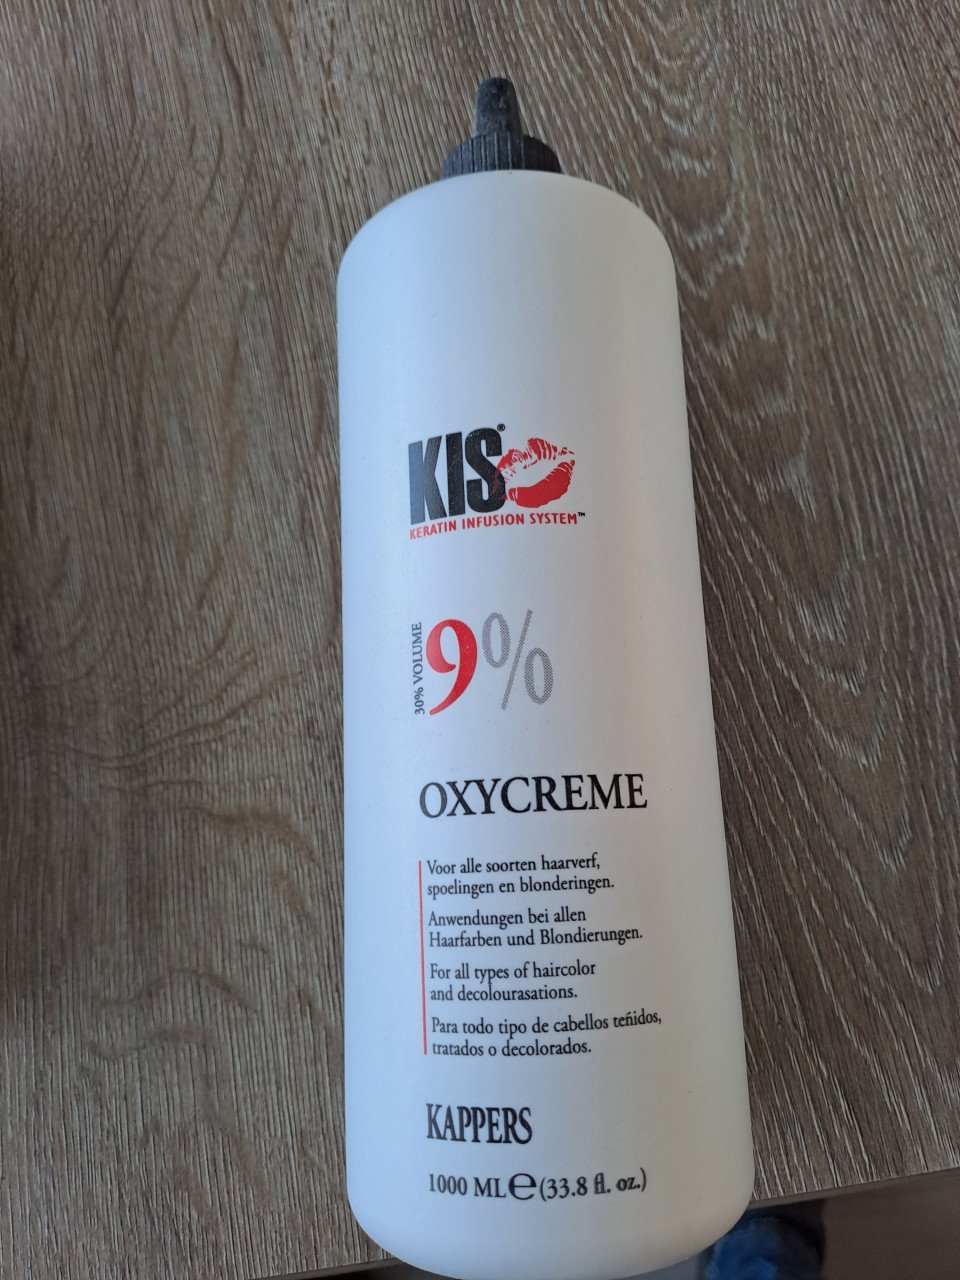 KIS®
KERATIN INFUSION SYSTEM™
30% VOLUME
9%
OXYCREME
Voor alle soorten haarverf,
spoelingen en blonderingen.
Anwendungen bei allen
Haarfarben und Blondierungen.
For all types of haircolor
and decolourasations.
Para todo tipo de cabellos teñidos,
tratados o decolorados.
KAPPERS
1000 ML℮(33.8 fl. oz.)